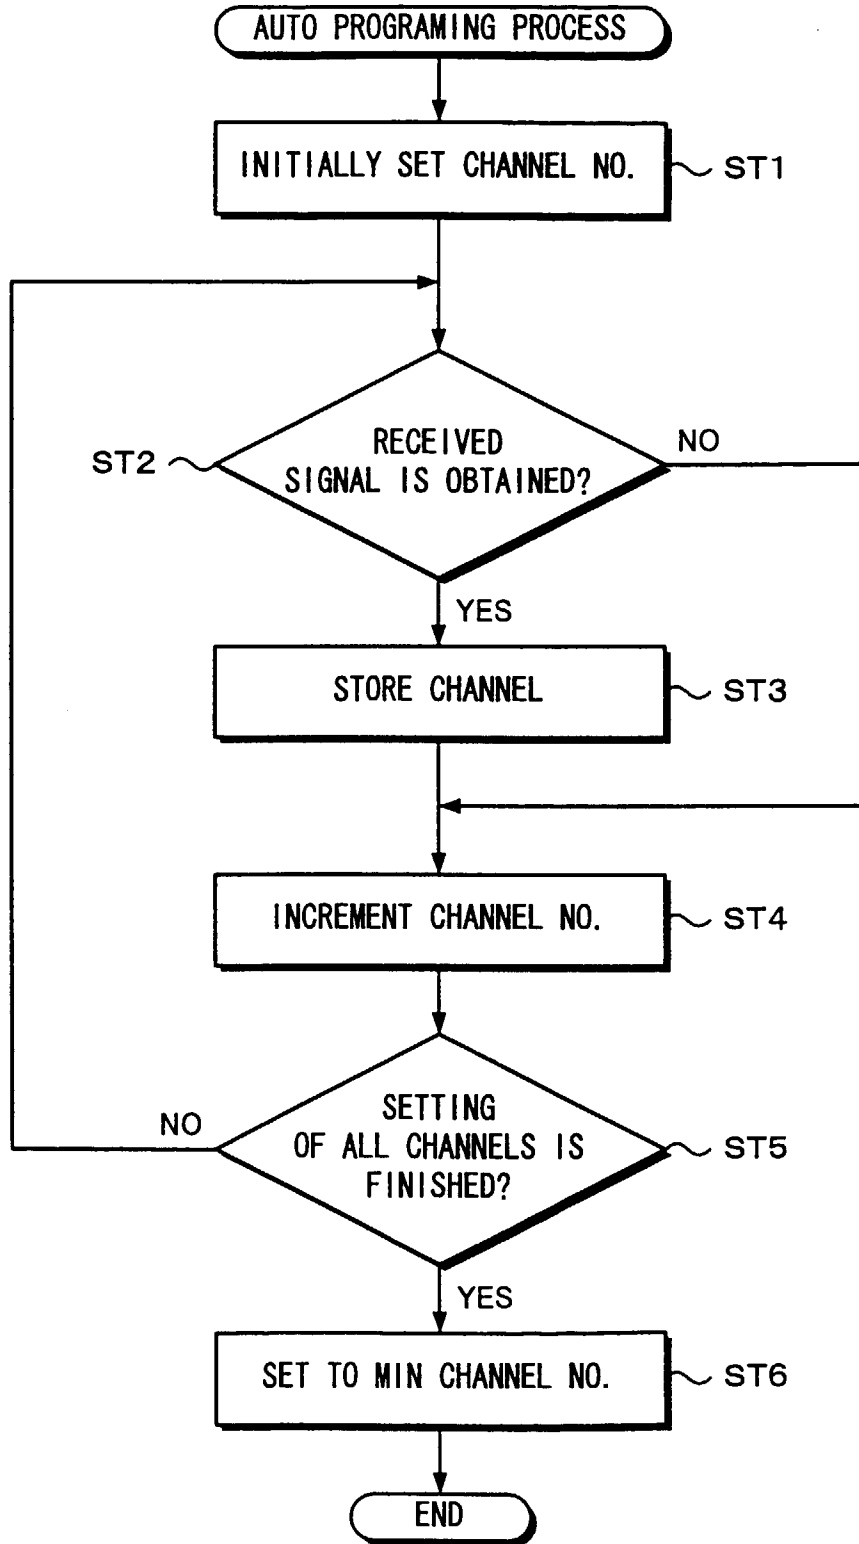 AUTO PROGRAMING PROCESS
INITIALLY SET CHANNEL NO.
ST1
RECEIVED
SIGNAL IS OBTAINED?
ST2
NO
YES
STORE CHANNEL
ST3
INCREMENT CHANNEL NO.
ST4
SETTING
OF ALL CHANNELS IS
FINISHED?
ST5
NO
YES
SET TO MIN CHANNEL NO.
ST6
END